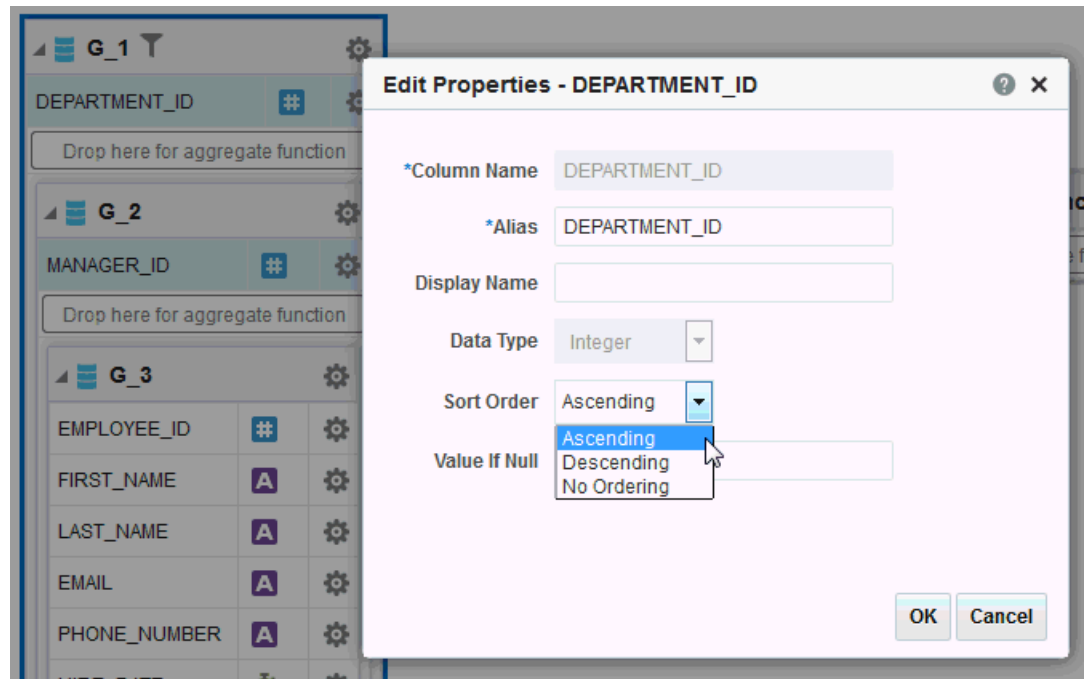 G_1
DEPARTMENT_ID
Drop here for aggregate function
G_2
MANAGER_ID
Drop here for aggregate function
G_3
EMPLOYEE_ID
FIRST_NAME
LAST_NAME
EMAIL
PHONE_NUMBER
Edit Properties - DEPARTMENT_ID
*Column Name DEPARTMENT_ID
*Alias DEPARTMENT_ID
Display Name
Data Type Integer
Sort Order Ascending
Ascending
Descending
No Ordering
Value If Null
OK Cancel